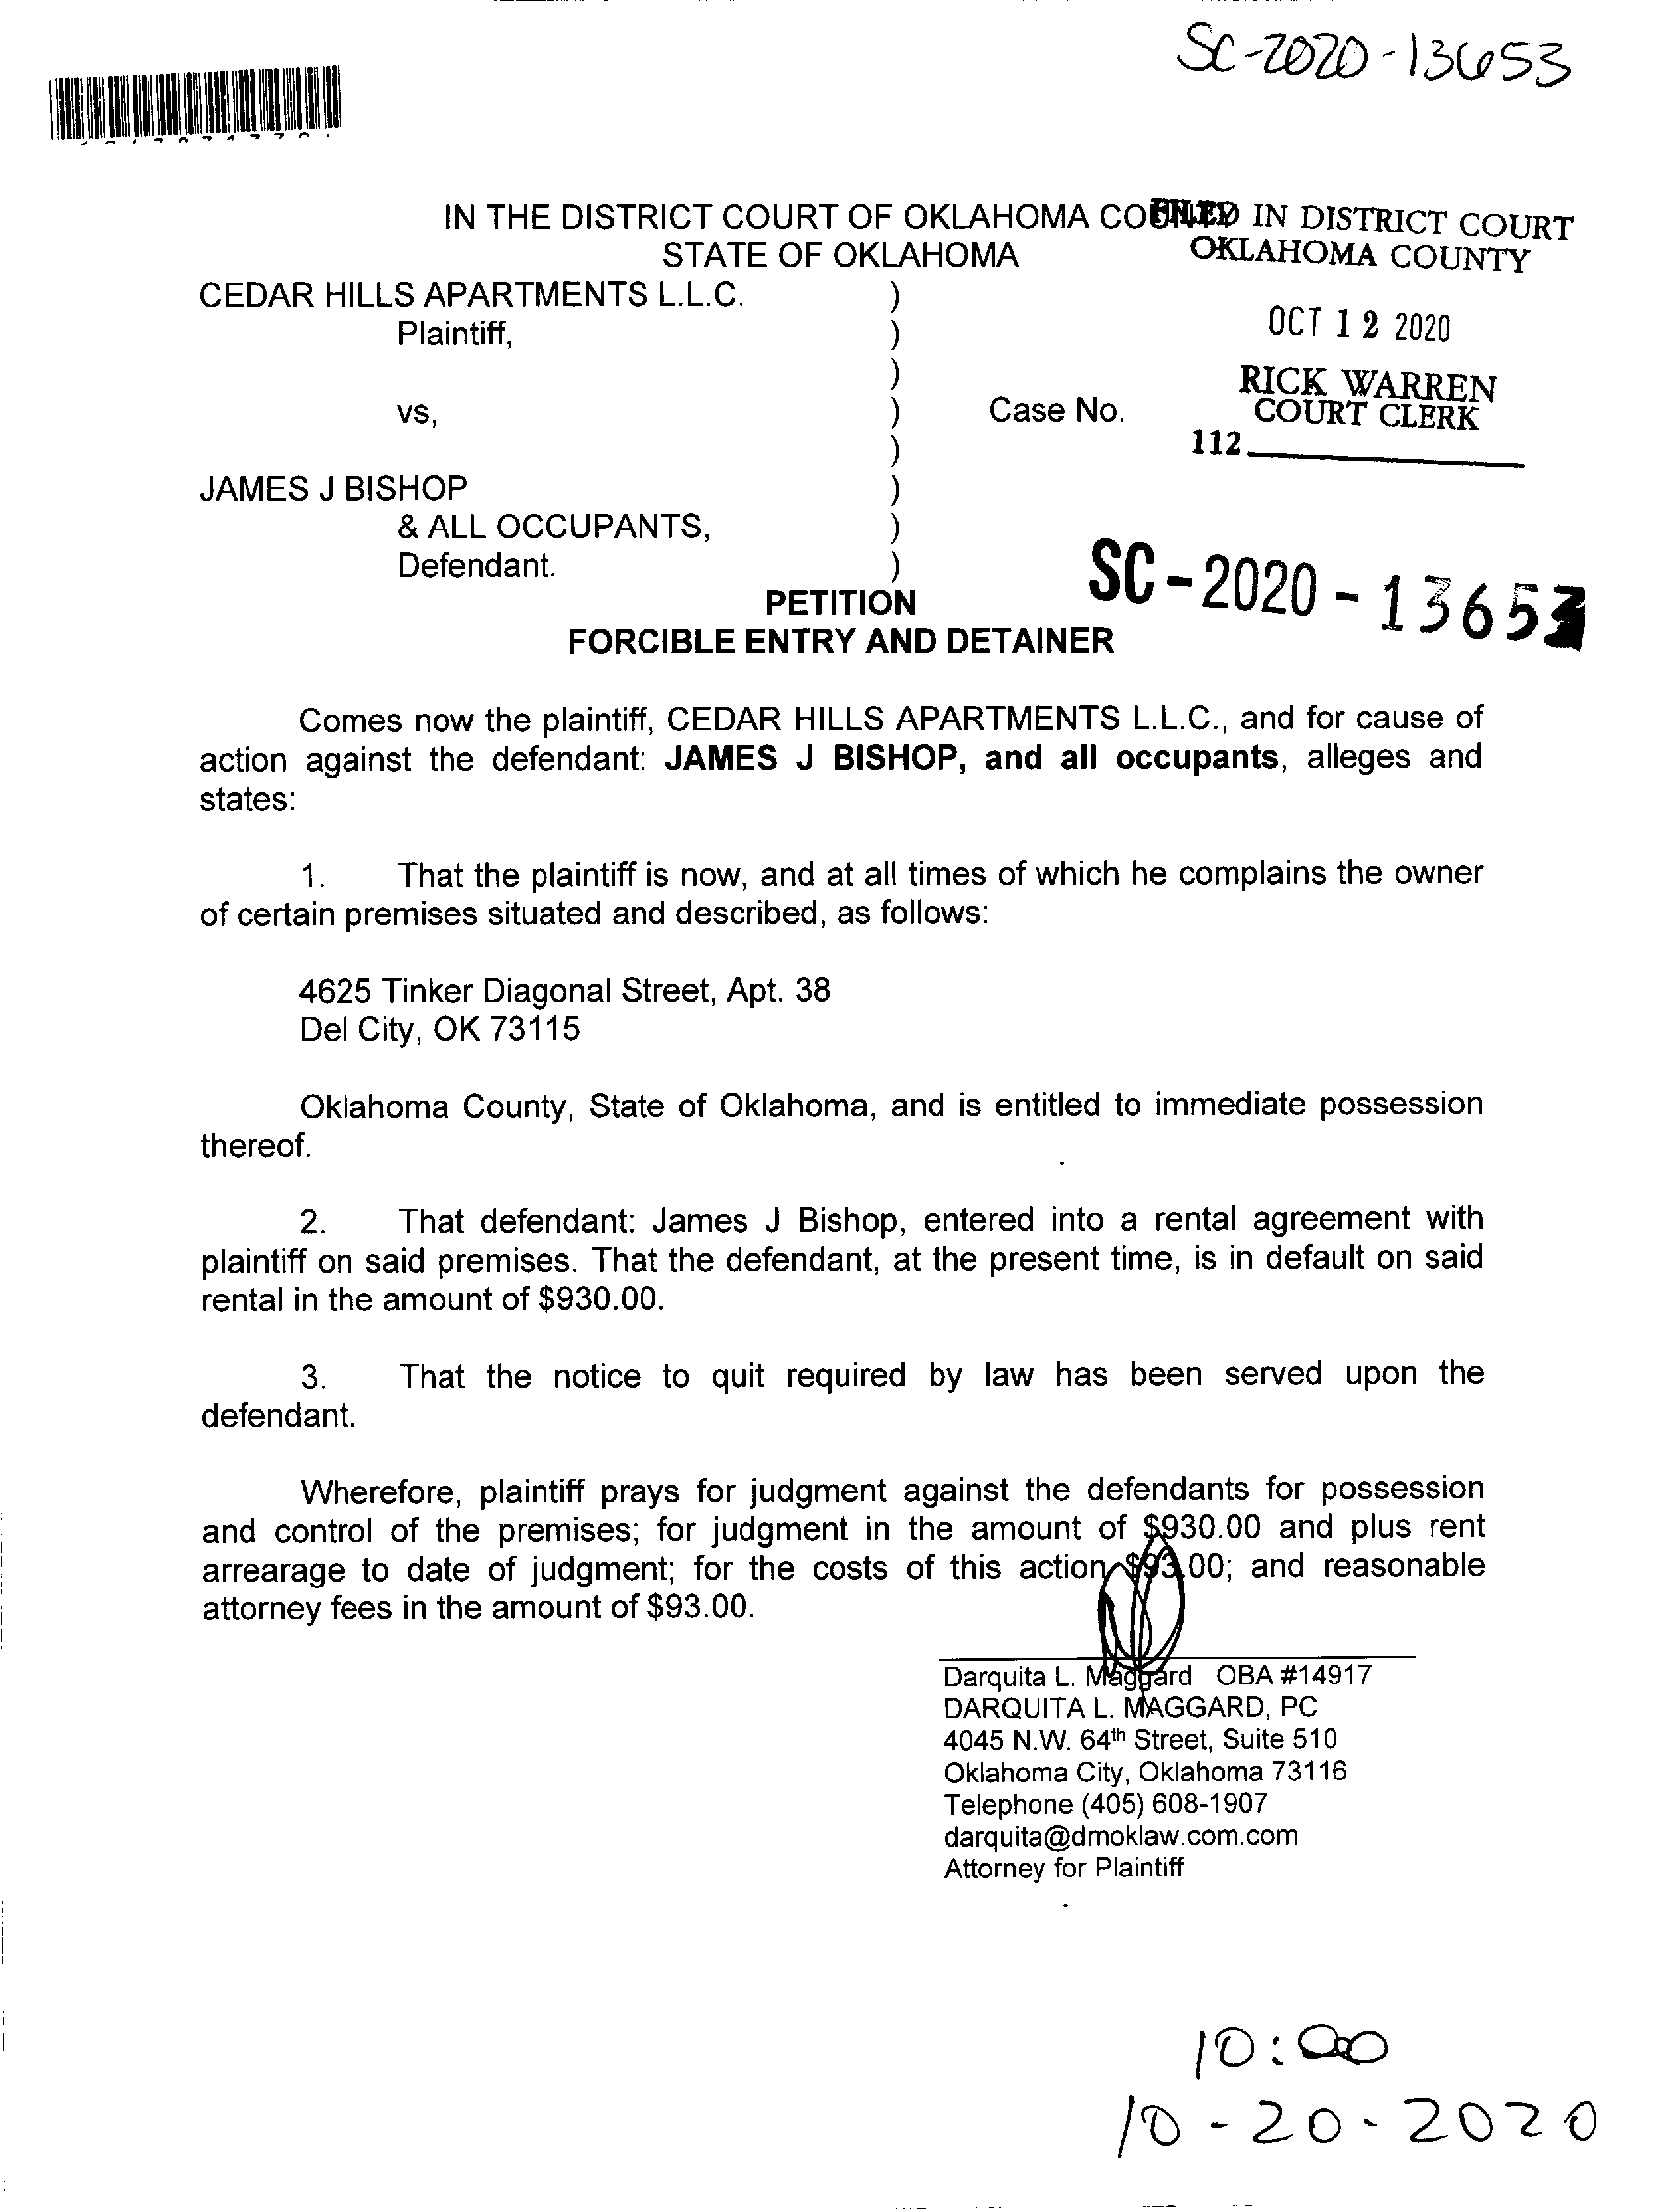 SC-2020-13653
IN THE DISTRICT COURT OF OKLAHOMA COUNTY
STATE OF OKLAHOMA
FILED IN DISTRICT COURT
OKLAHOMA COUNTY
OCT 12 2020
RICK WARREN
COURT CLERK
112
CEDAR HILLS APARTMENTS L.L.C. )
Plaintiff, )
)
vs, ) Case No.
)
JAMES J BISHOP )
& ALL OCCUPANTS, )
Defendant. )
SC-2020-13653
PETITION
FORCIBLE ENTRY AND DETAINER
Comes now the plaintiff, CEDAR HILLS APARTMENTS L.L.C., and for cause of
action against the defendant: JAMES J BISHOP, and all occupants, alleges and
states:
1. That the plaintiff is now, and at all times of which he complains the owner
of certain premises situated and described, as follows:
4625 Tinker Diagonal Street, Apt. 38
Del City, OK 73115
Oklahoma County, State of Oklahoma, and is entitled to immediate possession
thereof.
2. That defendant: James J Bishop, entered into a rental agreement with
plaintiff on said premises. That the defendant, at the present time, is in default on said
rental in the amount of $930.00.
3. That the notice to quit required by law has been served upon the
defendant.
Wherefore, plaintiff prays for judgment against the defendants for possession
and control of the premises; for judgment in the amount of $930.00 and plus rent
arrearage to date of judgment; for the costs of this action $93.00; and reasonable
attorney fees in the amount of $93.00.
Darquita L. Maggard OBA #14917
DARQUITA L. MAGGARD, PC
4045 N.W. 64th Street, Suite 510
Oklahoma City, Oklahoma 73116
Telephone (405) 608-1907
darquita@dmoklaw.com.com
Attorney for Plaintiff
10:00
10-20-2020